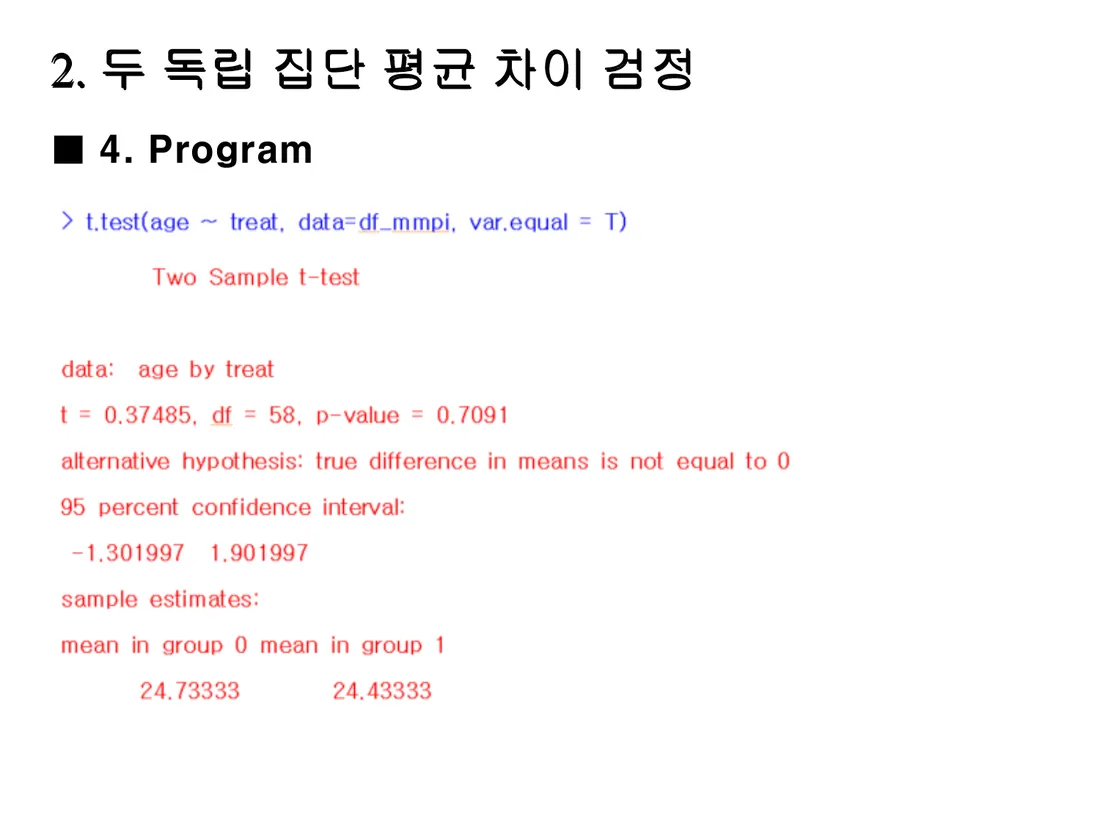 2. 두 독립 집단 평균 차이 검정
■ 4. Program
> t.test(age ~ treat, data=df_mmpi, var.equal = T)
Two Sample t-test
data: age by treat
t = 0.37485, df = 58, p-value = 0.7091
alternative hypothesis: true difference in means is not equal to 0
95 percent confidence interval:
-1.301997 1.901997
sample estimates:
mean in group 0 mean in group 1
24.73333 24.43333